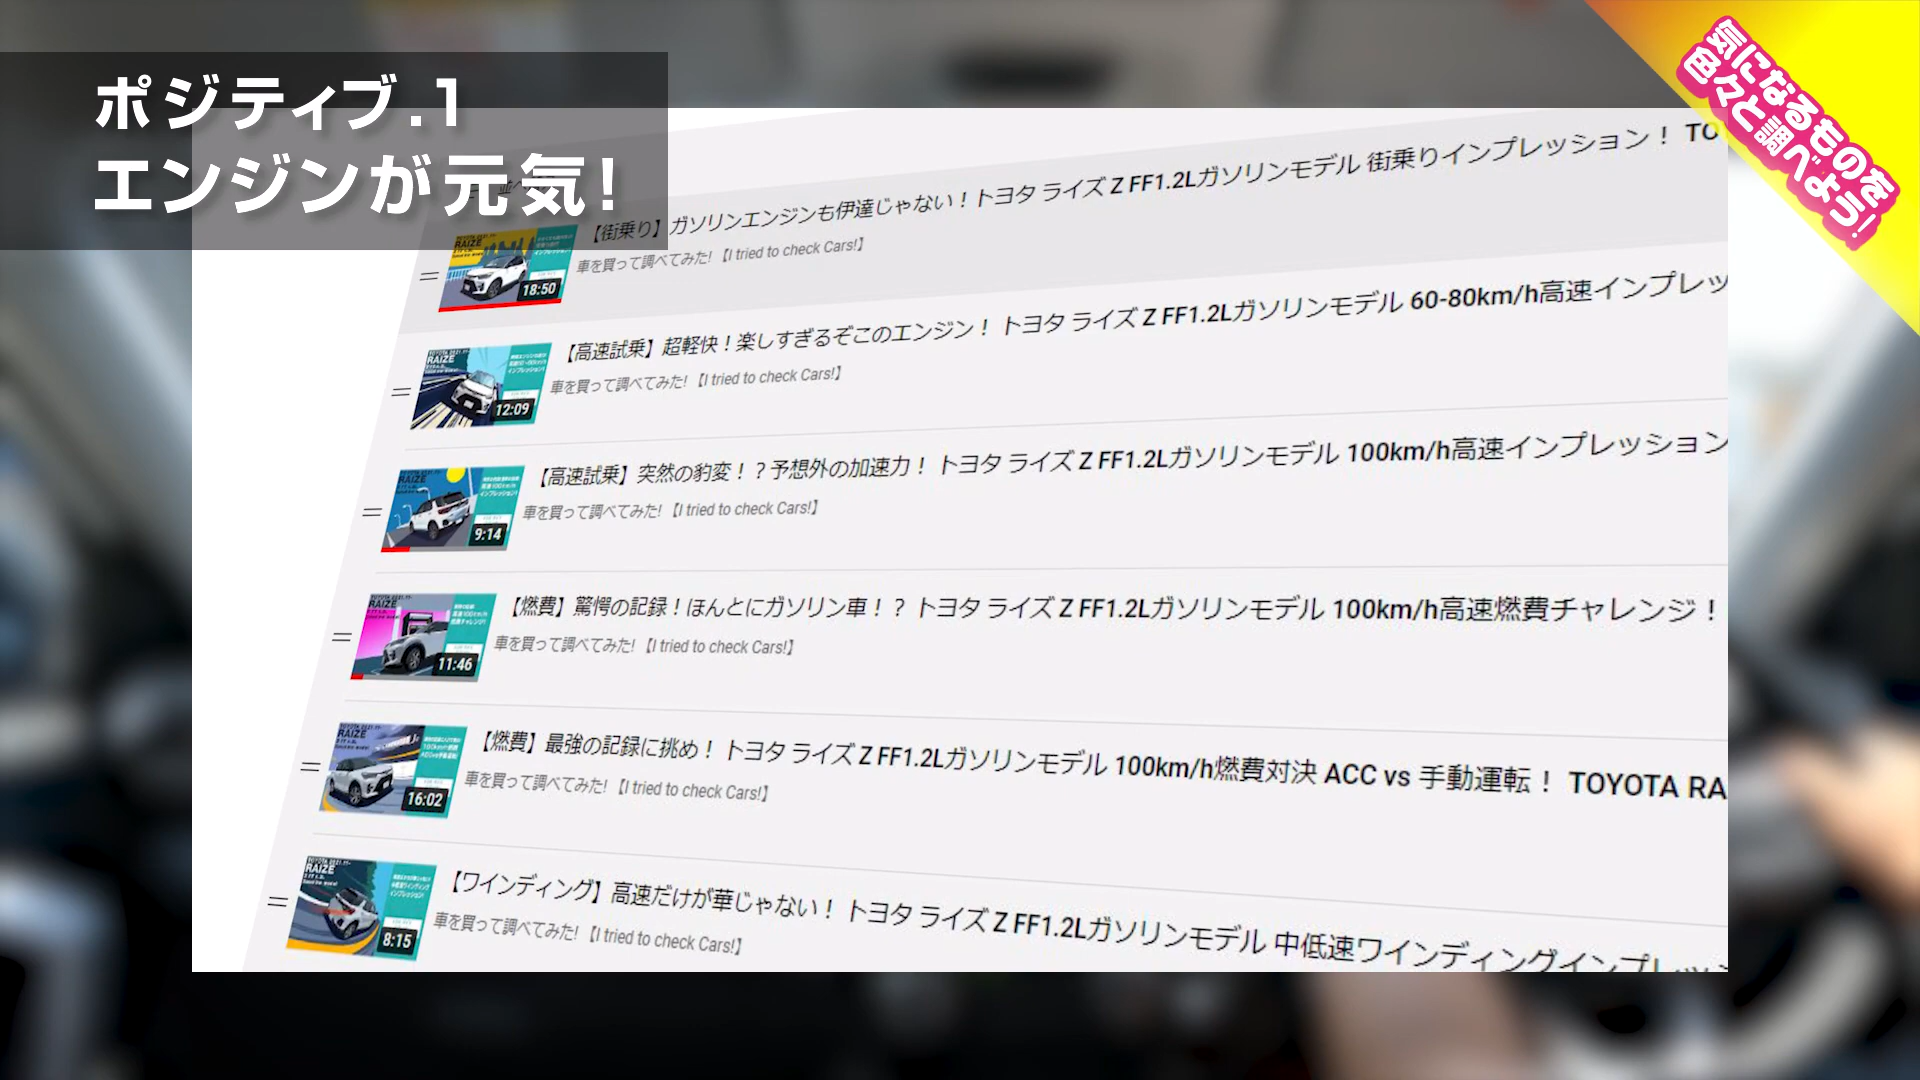 ポジティブ.1
エンジンが元気!
気になるものを
色々と調べよう!
【街乗り】ガソリンエンジンも伊達じゃない！トヨタ ライズ Z FF1.2Lガソリンモデル 街乗りインプレッション！ TO
車を買って調べてみた!【I tried to check Cars!】
RAIZE
18:50
【高速試乗】超軽快！楽しすぎるぞこのエンジン！ トヨタ ライズ Z FF1.2Lガソリンモデル 60-80km/h高速インプレッ
車を買って調べてみた!【I tried to check Cars!】
RAIZE
12:09
【高速試乗】突然の豹変！？予想外の加速力！ トヨタ ライズ Z FF1.2Lガソリンモデル 100km/h高速インプレッション
車を買って調べてみた!【I tried to check Cars!】
RAIZE
9:14
【燃費】驚愕の記録！ほんとにガソリン車！？ トヨタ ライズ Z FF1.2Lガソリンモデル 100km/h高速燃費チャレンジ！
車を買って調べてみた!【I tried to check Cars!】
RAIZE
11:46
【燃費】最強の記録に挑め！ トヨタ ライズ Z FF1.2Lガソリンモデル 100km/h燃費対決 ACC vs 手動運転！ TOYOTA RA
車を買って調べてみた!【I tried to check Cars!】
RAIZE
16:02
【ワインディング】高速だけが華じゃない！ トヨタ ライズ Z FF1.2Lガソリンモデル 中低速ワインディングインプレッ
車を買って調べてみた!【I tried to check Cars!】
RAIZE
8:15